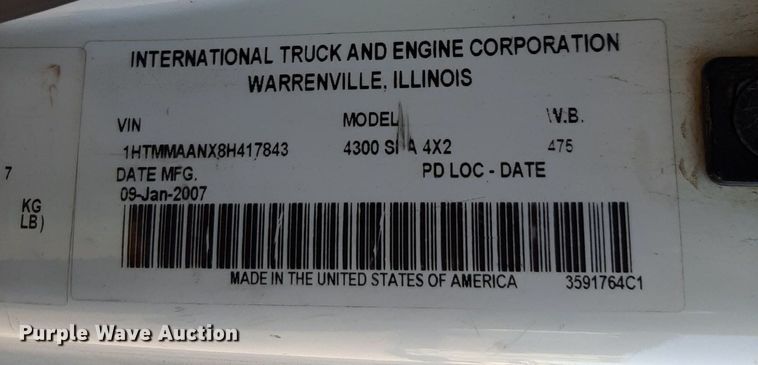 INTERNATIONAL TRUCK AND ENGINE CORPORATION
WARRENVILLE, ILLINOIS
VIN MODEL W.B.
1HTMMAANX8H417843 4300 4X2 475
DATE MFG. PD LOC - DATE
09-Jan-2007
7
KG
LB)
MADE IN THE UNITED STATES OF AMERICA 3591764C1
Purple Wave Auction